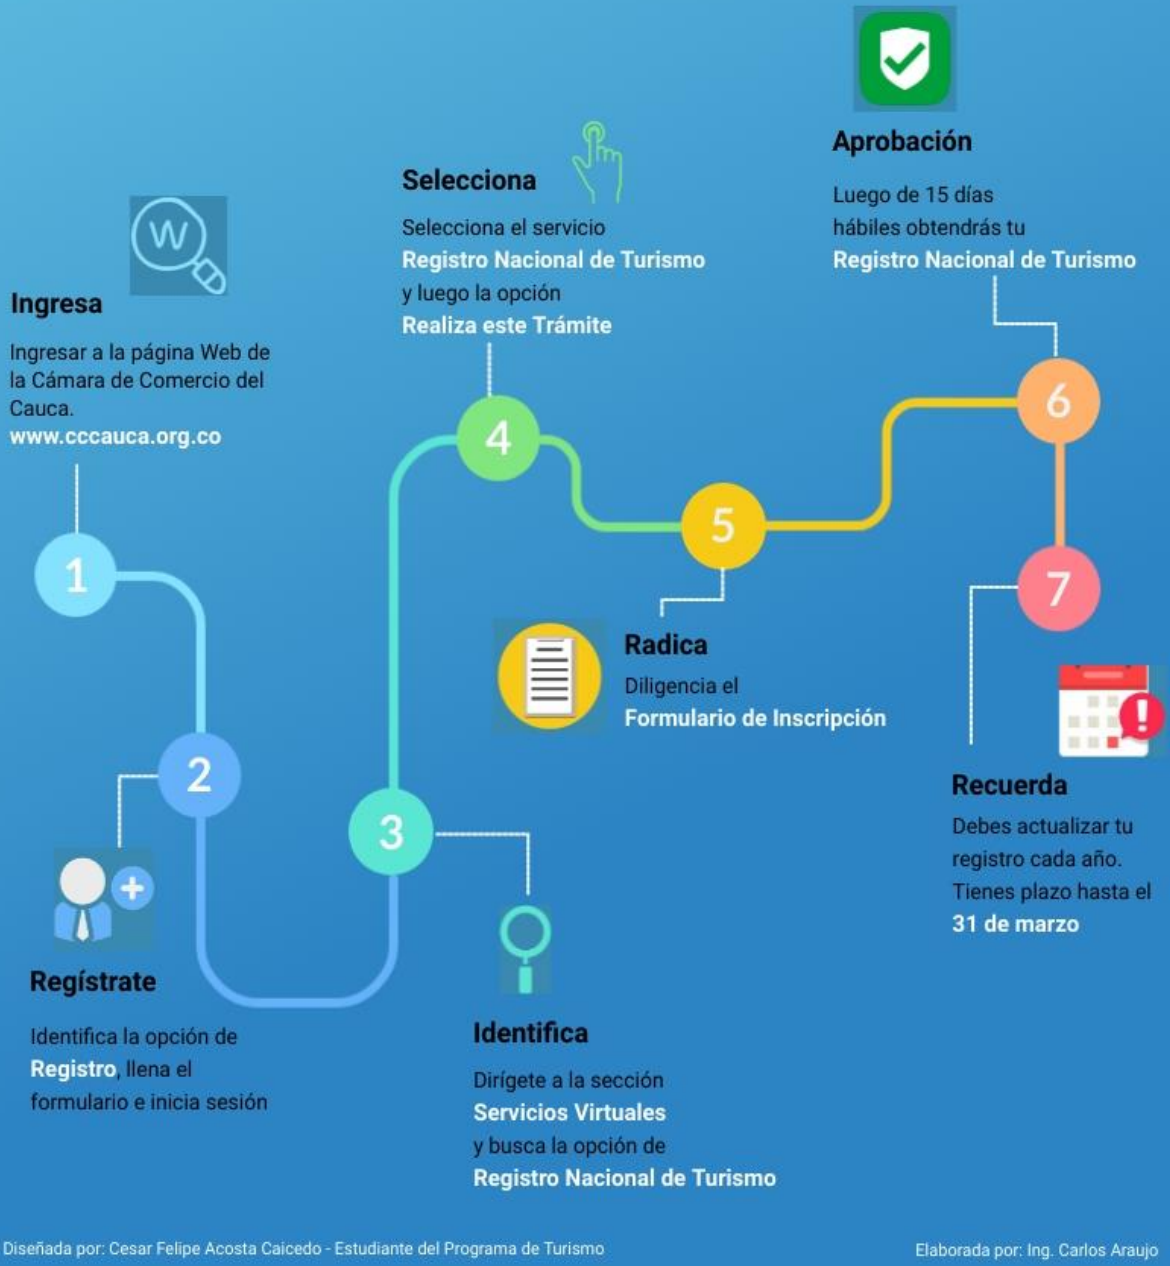 W
Ingresa
Ingresar a la página Web de
la Cámara de Comercio del
Cauca.
www.cccauca.org.co
1
2
Regístrate
Identifica la opción de
Registro, llena el
formulario e inicia sesión
3
Identifica
Dirígete a la sección
Servicios Virtuales
y busca la opción de
Registro Nacional de Turismo
Selecciona
Selecciona el servicio
Registro Nacional de Turismo
y luego la opción
Realiza este Trámite
4
5
Radica
Diligencia el
Formulario de Inscripción
Aprobación
Luego de 15 días
hábiles obtendrás tu
Registro Nacional de Turismo
6
7
Recuerda
Debes actualizar tu
registro cada año.
Tienes plazo hasta el
31 de marzo
Diseñada por: Cesar Felipe Acosta Caicedo - Estudiante del Programa de Turismo
Elaborada por: Ing. Carlos Araujo